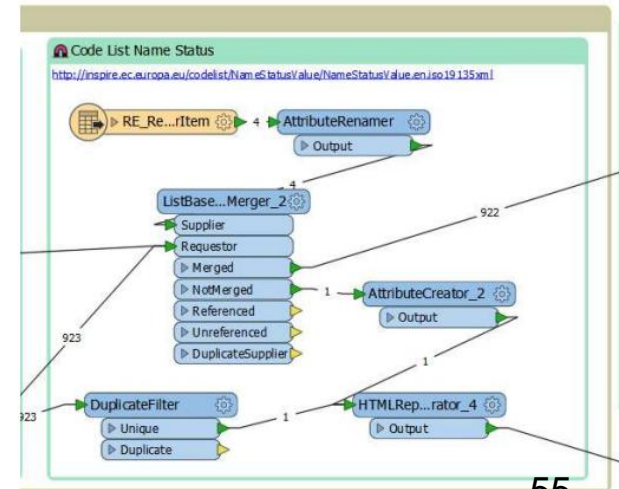 Code List Name Status
http://inspire.ec.europa.eu/codelist/NameStatusValue/NameStatusValue.en.iso19135xml
RE_Re...rItem
4
AttributeRenamer
Output
4
ListBase...Merger_2
Supplier
Requestor
922
Merged
NotMerged
1
AttributeCreator_2
Referenced
Output
Unreferenced
923
DuplicateSupplier
1
923
DuplicateFilter
HTMLRep...rator_4
Unique
1
Output
Duplicate
55